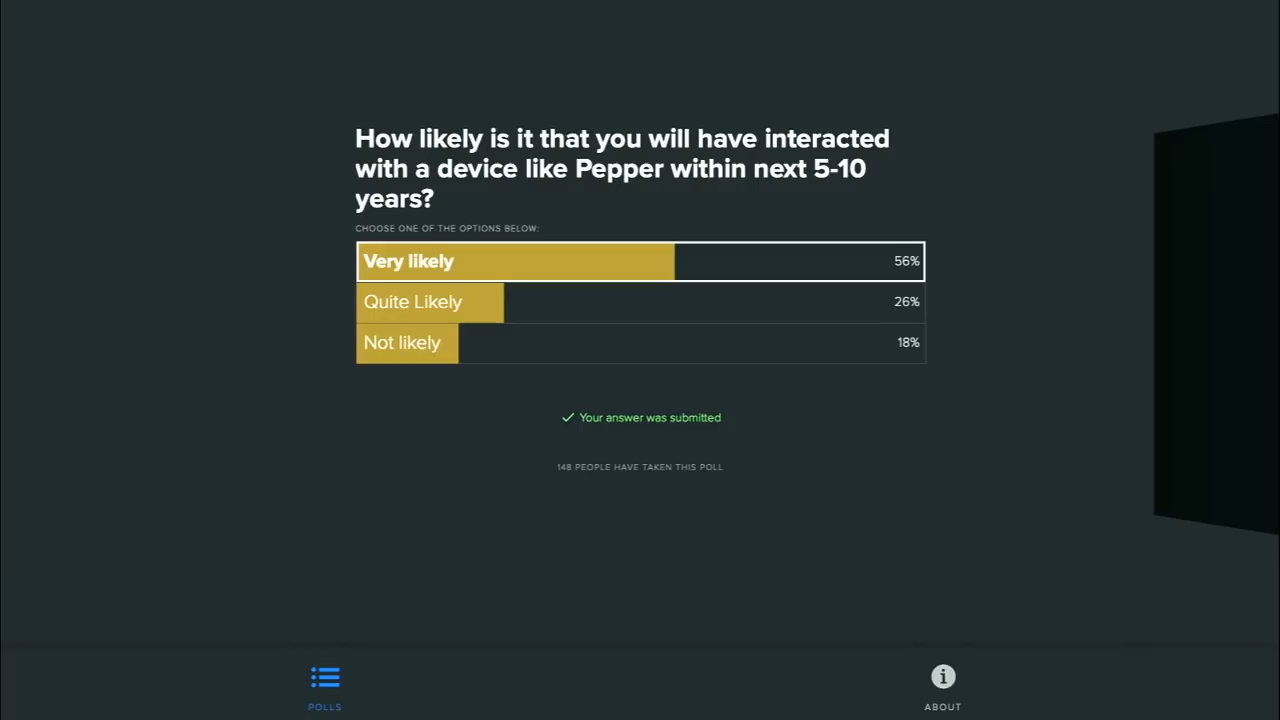 How likely is it that you will have interacted
with a device like Pepper within next 5-10
years?
CHOOSE ONE OF THE OPTIONS BELOW:
Very likely 56%
Quite Likely 26%
Not likely 18%
Your answer was submitted
148 PEOPLE HAVE TAKEN THIS POLL
POLLS ABOUT